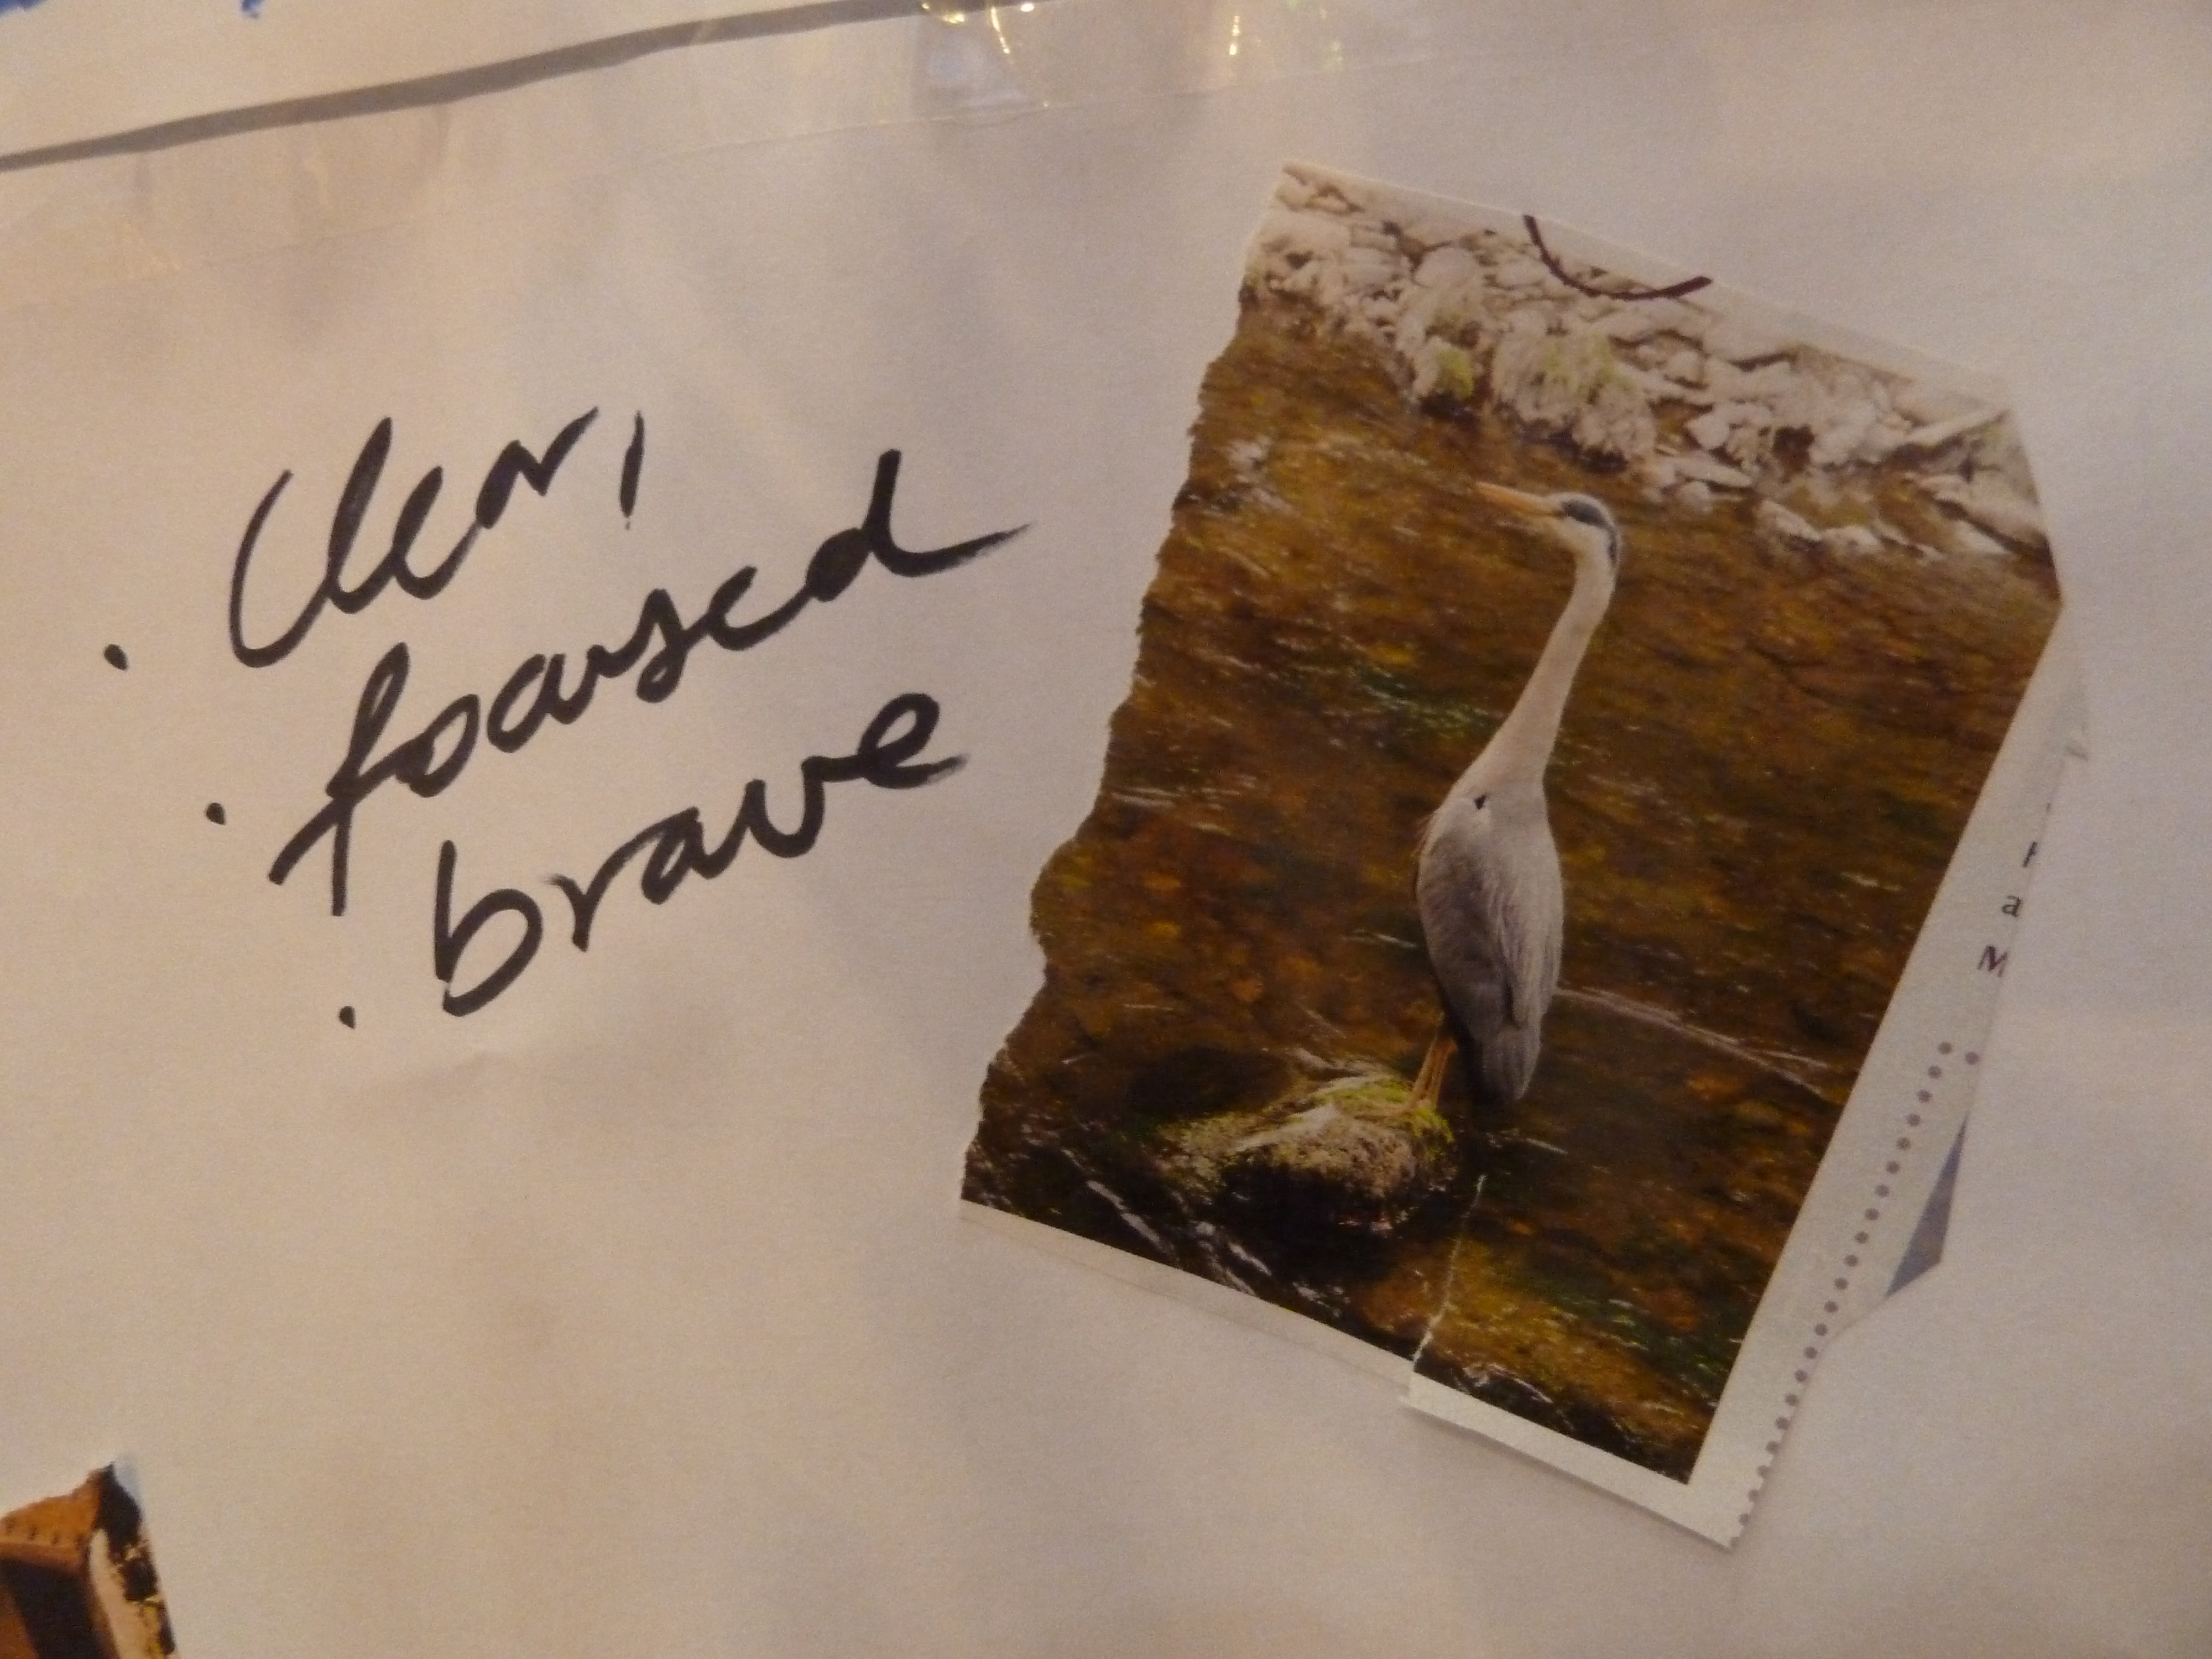 · Clear,
· focused
· brave